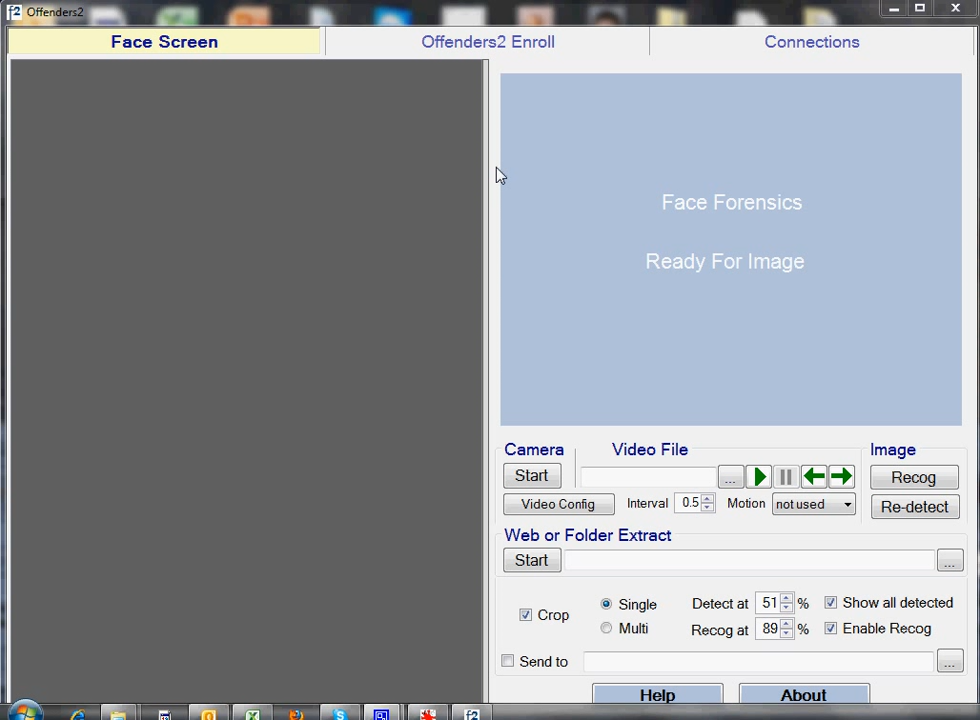 f2 Offenders2
Face Screen
Offenders2 Enroll
Connections
Face Forensics
Ready For Image
Camera
Video File
Image
Start
...
Recog
Video Config
Interval
0.5
Motion
not used
Re-detect
Web or Folder Extract
Start
...
Crop
Single
Detect at
51
%
Show all detected
Multi
Recog at
89
%
Enable Recog
Send to
...
Help
About
f2